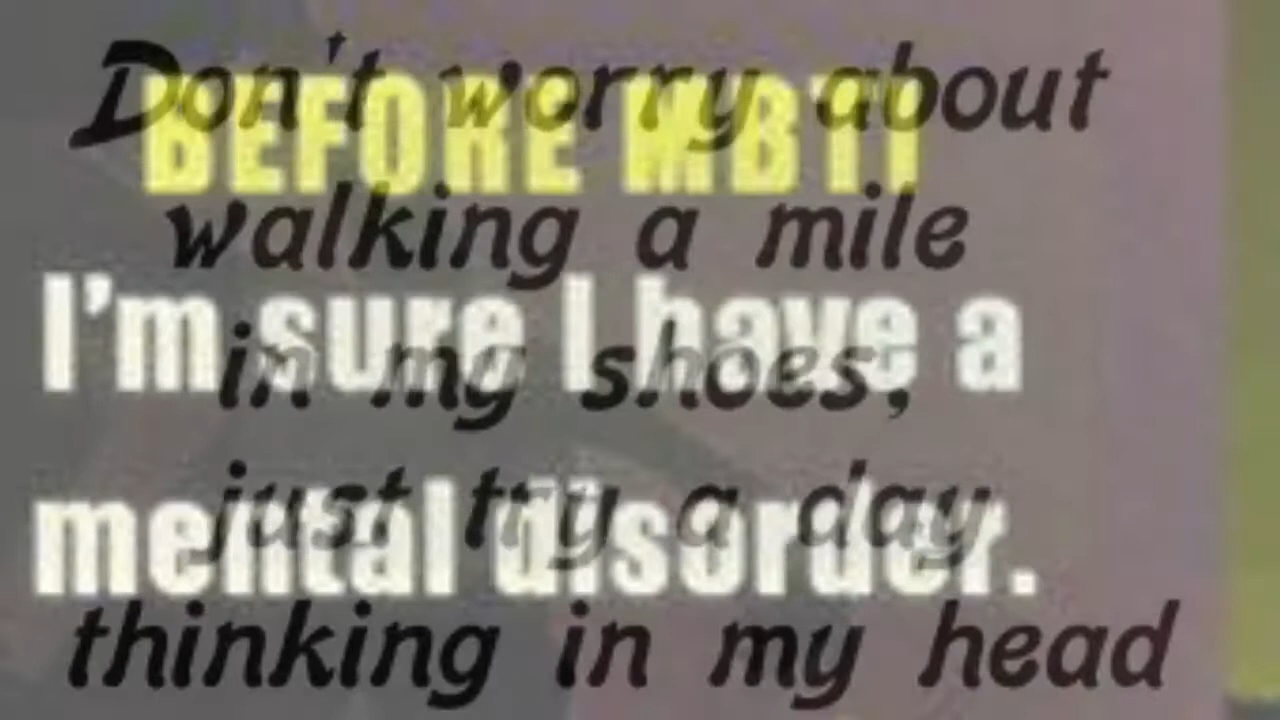 Don't worry about
BEFORE MBTI
walking a mile
I'm sure I have a
in my shoes,
just try a day
mental disorder.
thinking in my head